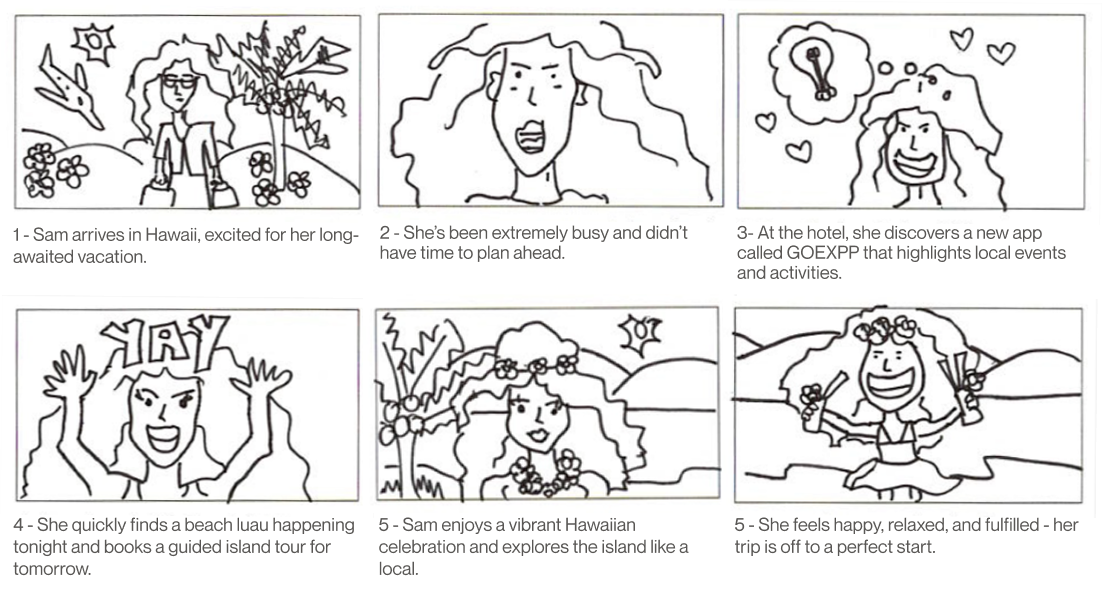 1 - Sam arrives in Hawaii, excited for her long-
awaited vacation.
2 - She's been extremely busy and didn't
have time to plan ahead.
3- At the hotel, she discovers a new app
called GOEXPP that highlights local events
and activities.
YAY
4 - She quickly finds a beach luau happening
tonight and books a guided island tour for
tomorrow.
5 - Sam enjoys a vibrant Hawaiian
celebration and explores the island like a
local.
5 - She feels happy, relaxed, and fulfilled - her
trip is off to a perfect start.